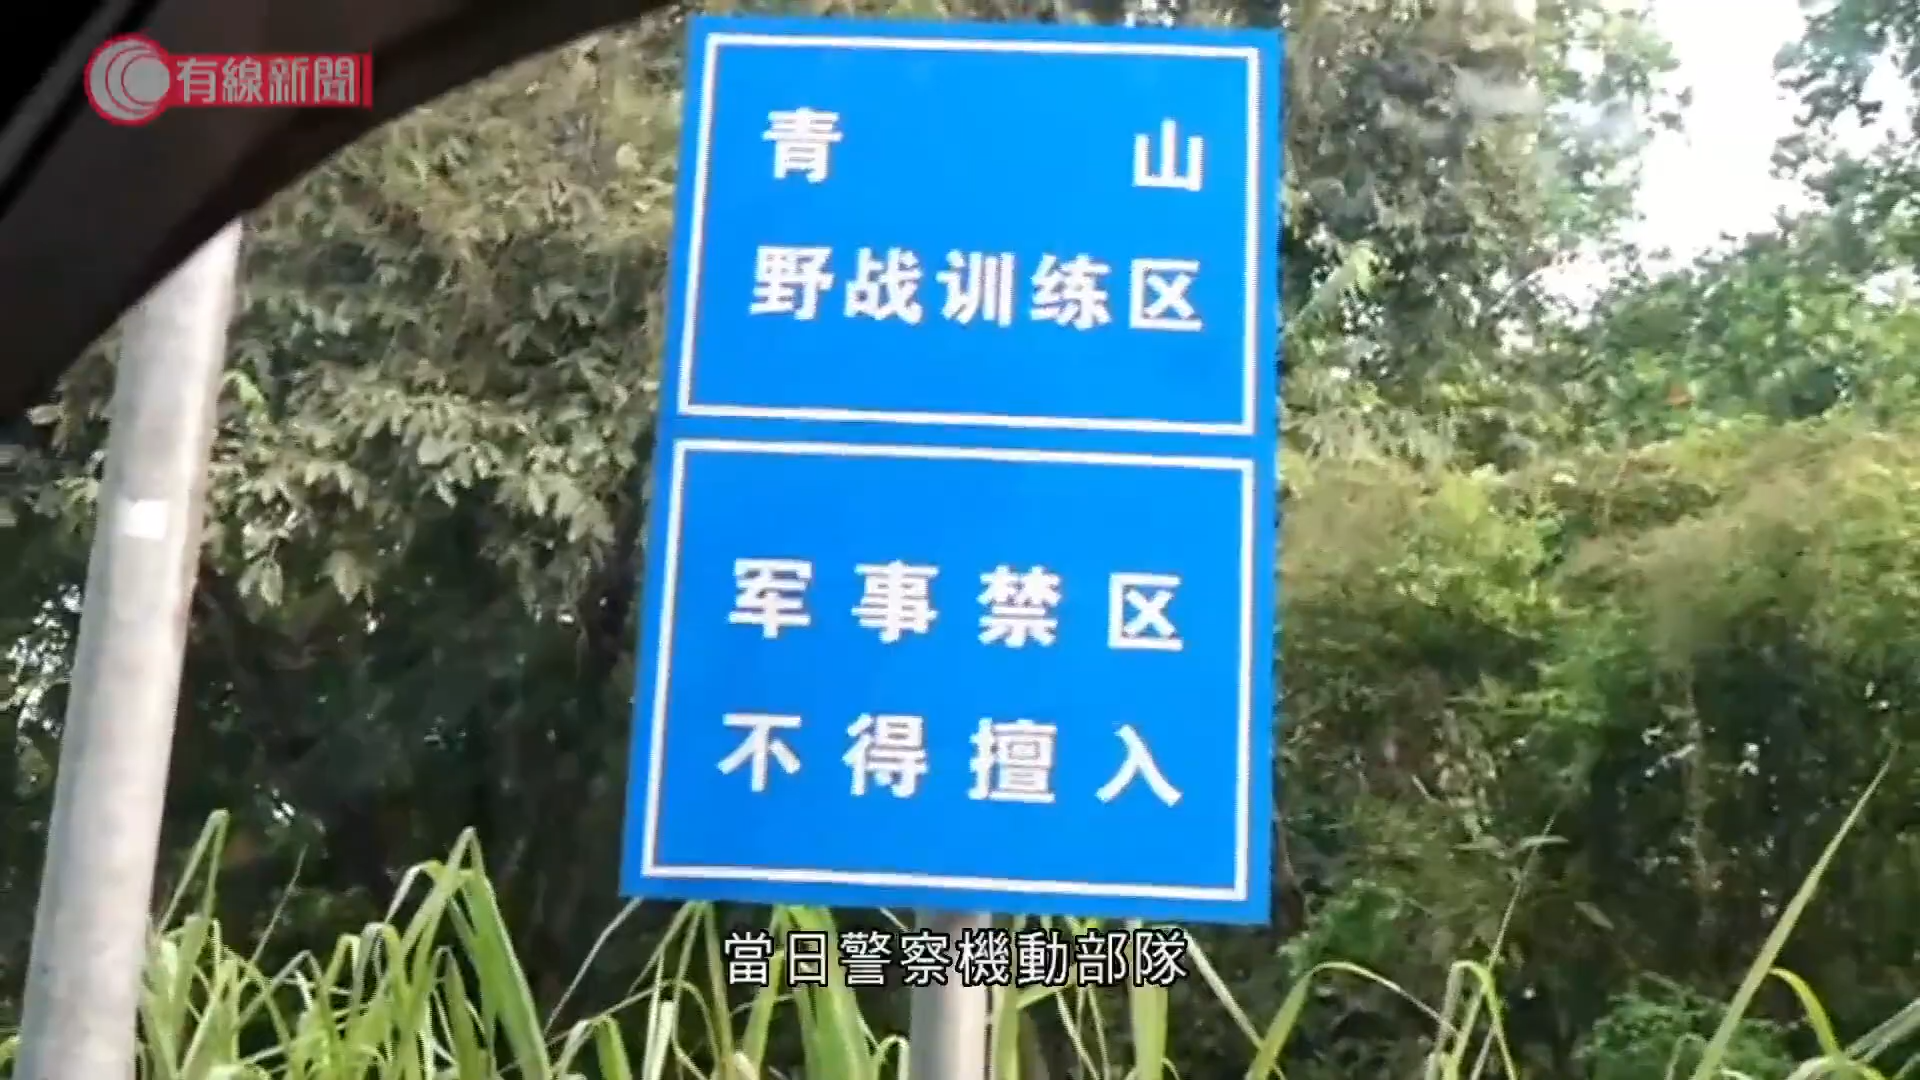 有線新聞
青山
野战训练区
军事禁区
不得擅入
當日警察機動部隊